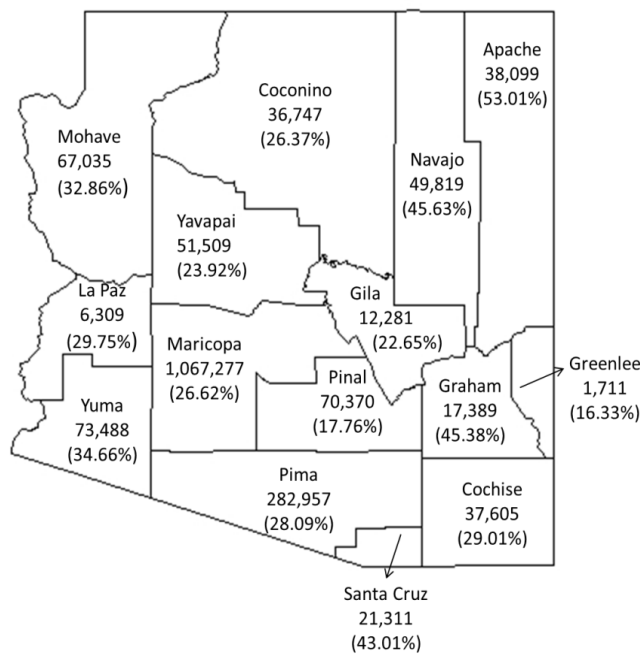 Apache
38,099
(53.01%)
Coconino
36,747
(26.37%)
Mohave
67,035
(32.86%)
Navajo
49,819
(45.63%)
Yavapai
51,509
(23.92%)
La Paz
6,309
(29.75%)
Gila
12,281
(22.65%)
Maricopa
1,067,277
(26.62%)
Pinal
70,370
(17.76%)
Graham
17,389
(45.38%)
Greenlee
1,711
(16.33%)
Yuma
73,488
(34.66%)
Pima
282,957
(28.09%)
Cochise
37,605
(29.01%)
Santa Cruz
21,311
(43.01%)